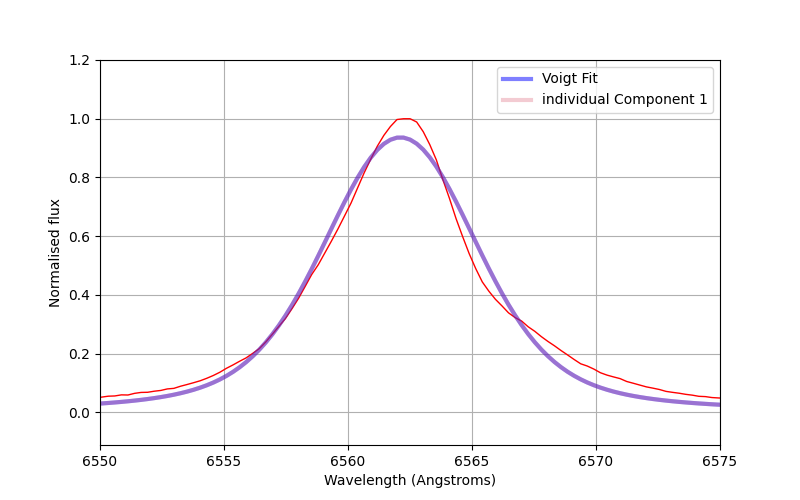 1.2
1.0
0.8
0.6
0.4
0.2
0.0
Normalised flux
Voigt Fit
individual Component 1
6550 6555 6560 6565 6570 6575
Wavelength (Angstroms)